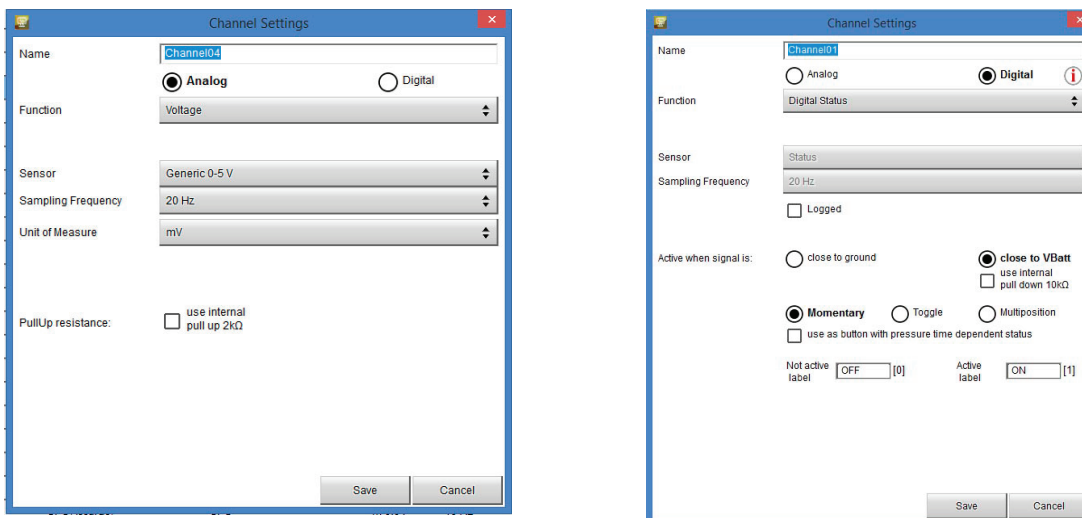 Channel Settings
Name Channel04
Analog Digital
Function Voltage
Sensor Generic 0-5 V
Sampling Frequency 20 Hz
Unit of Measure mV
PullUp resistance: use internal
pull up 2kΩ
Save Cancel
Channel Settings
Name Channel01
Analog Digital
Function Digital Status
Sensor Status
Sampling Frequency 20 Hz
Logged
Active when signal is: close to ground close to VBatt
use internal
pull down 10kΩ
Momentary Toggle Multiposition
use as button with pressure time dependent status
Not active label OFF [0] Active label ON [1]
Save Cancel